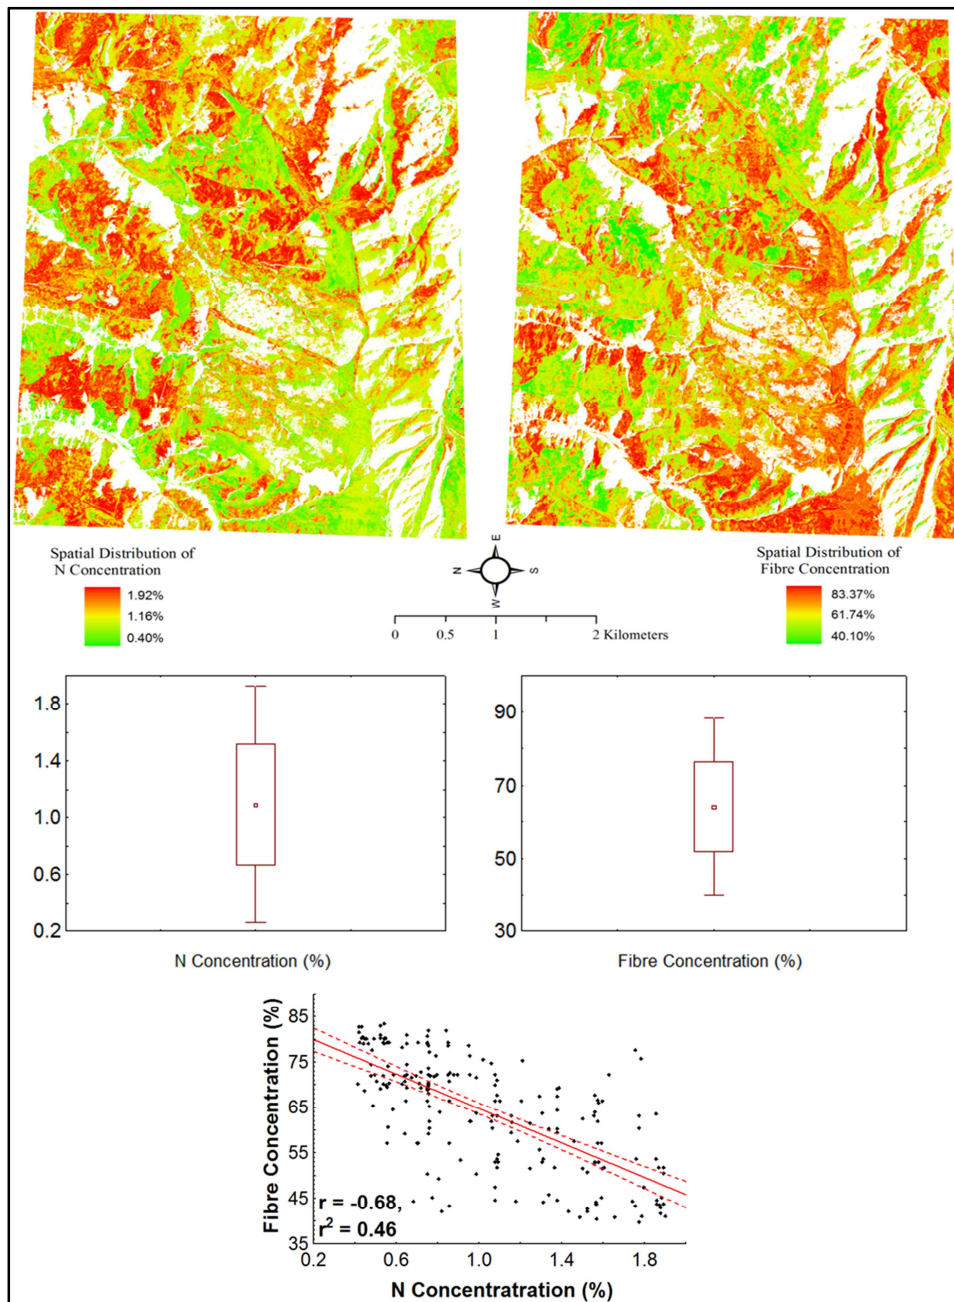 Spatial Distribution of
N Concentration
1.92%
1.16%
0.40%
E
N
S
W
0 0.5 1 2 Kilometers
Spatial Distribution of
Fibre Concentration
83.37%
61.74%
40.10%
1.8
1.4
1.0
0.6
0.2
N Concentration (%)
90
70
50
30
Fibre Concentration (%)
Fibre Concentration (%)
85
75
65
55
45
35
r = -0.68,
r² = 0.46
0.2 0.6 1.0 1.4 1.8
N Concentratration (%)